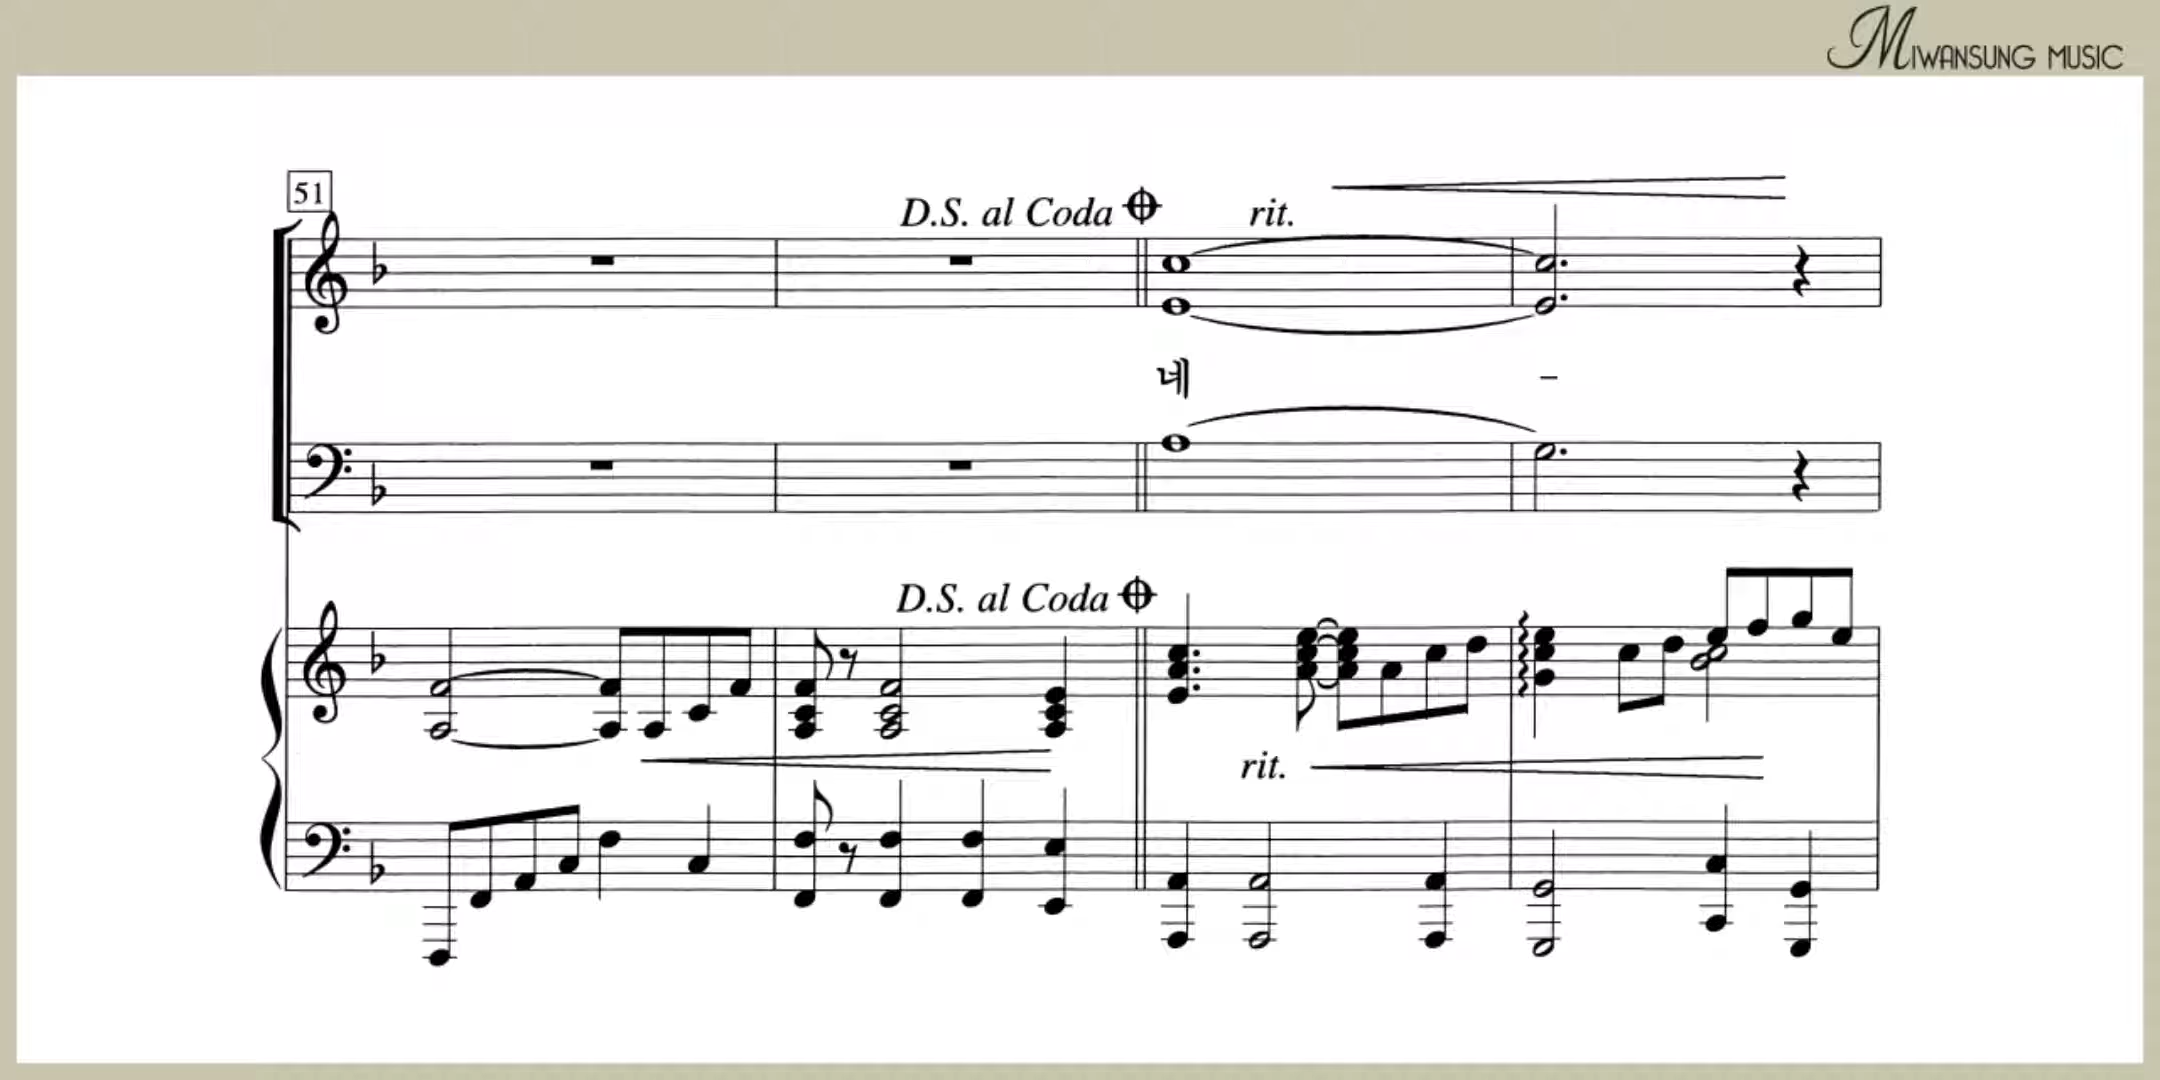 MIWANSUNG MUSIC
51
D.S. al Coda
rit.
네 -
D.S. al Coda
rit.